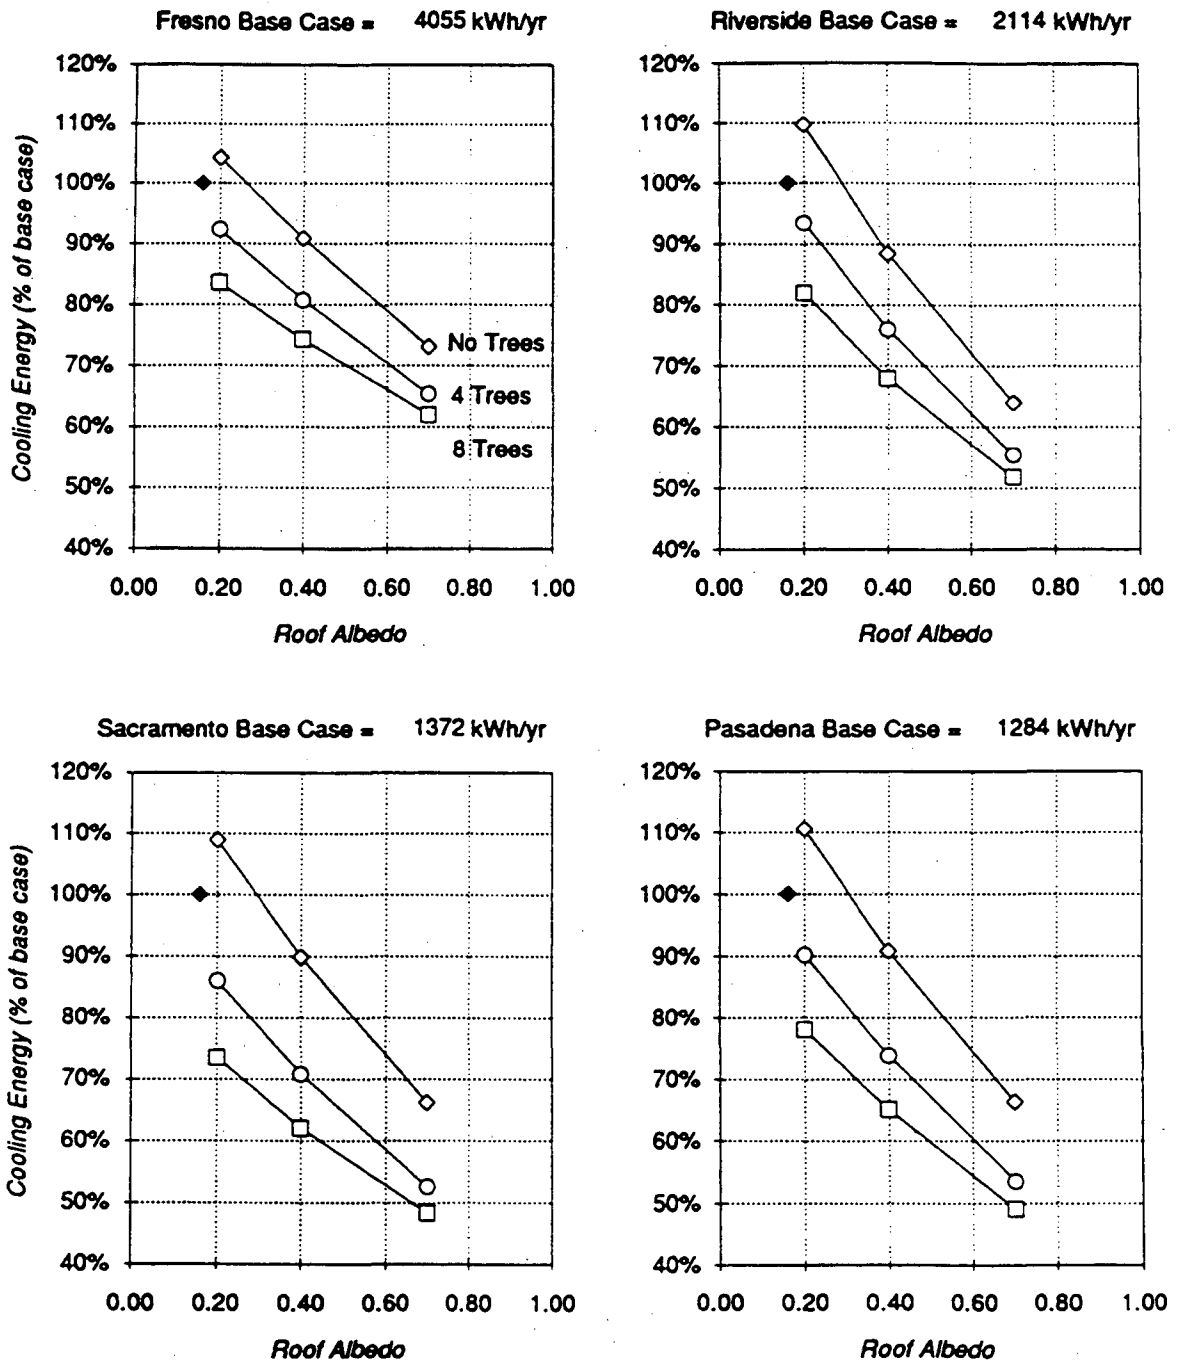 Fresno Base Case = 4055 kWh/yr
120%
110%
100%
90%
80%
70%
60%
50%
40%
Cooling Energy (% of base case)
No Trees
4 Trees
8 Trees
0.00 0.20 0.40 0.60 0.80 1.00
Roof Albedo
Riverside Base Case = 2114 kWh/yr
120%
110%
100%
90%
80%
70%
60%
50%
40%
0.00 0.20 0.40 0.60 0.80 1.00
Roof Albedo
Sacramento Base Case = 1372 kWh/yr
120%
110%
100%
90%
80%
70%
60%
50%
40%
Cooling Energy (% of base case)
0.00 0.20 0.40 0.60 0.80 1.00
Roof Albedo
Pasadena Base Case = 1284 kWh/yr
120%
110%
100%
90%
80%
70%
60%
50%
40%
0.00 0.20 0.40 0.60 0.80 1.00
Roof Albedo